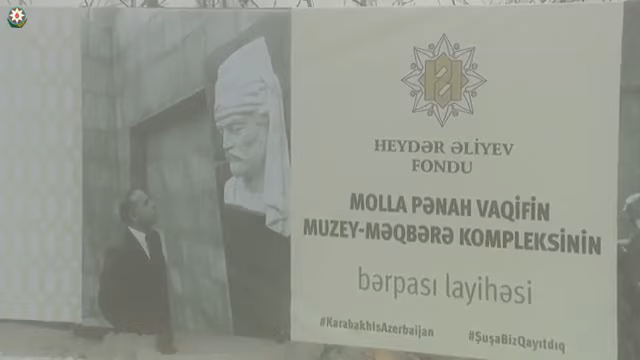 HEYDƏR ƏLİYEV
FONDU
MOLLA PƏNAH VAQİFİN
MUZEY-MƏQBƏRƏ KOMPLEKSİNİN
bərpası layihəsi
#KarabakhisAzerbaijan #ŞuşaBizQayıtdıq